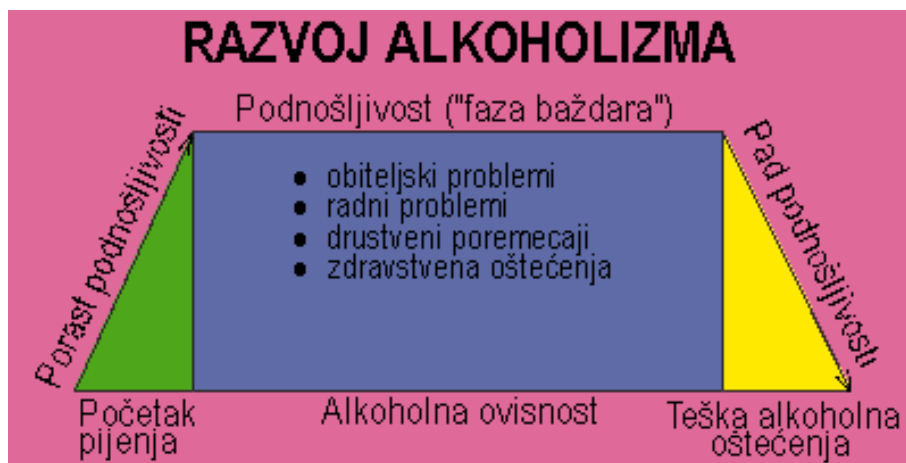 RAZVOJ ALKOHOLIZMA
Podnošljivost ("faza baždara")
Porast podnošljivosti
• obiteljski problemi
• radni problemi
• drustveni poremecaji
• zdravstvena oštećenja
Pad podnošljivosti
Početak
pijenja
Alkoholna ovisnost
Teška alkoholna
oštećenja